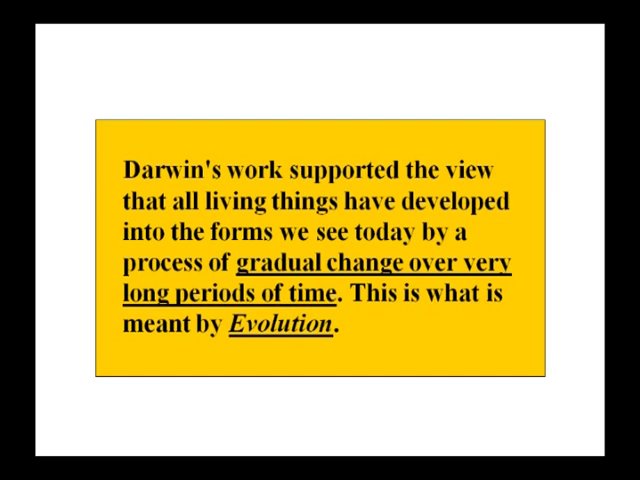 Darwin's work supported the view
that all living things have developed
into the forms we see today by a
process of gradual change over very
long periods of time. This is what is
meant by Evolution.